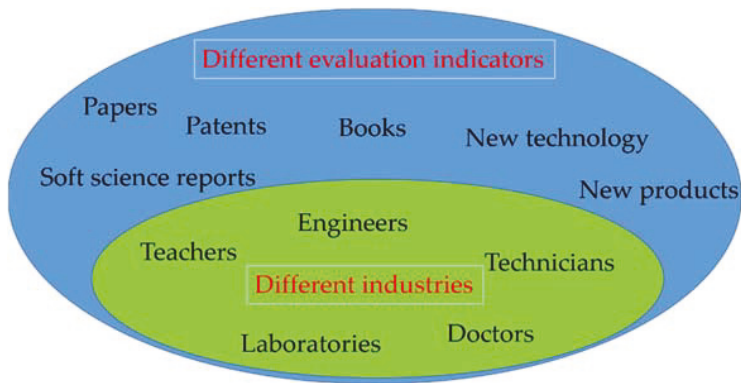 Different evaluation indicators
Papers
Patents
Books
New technology
Soft science reports
New products
Engineers
Teachers
Technicians
Different industries
Laboratories
Doctors